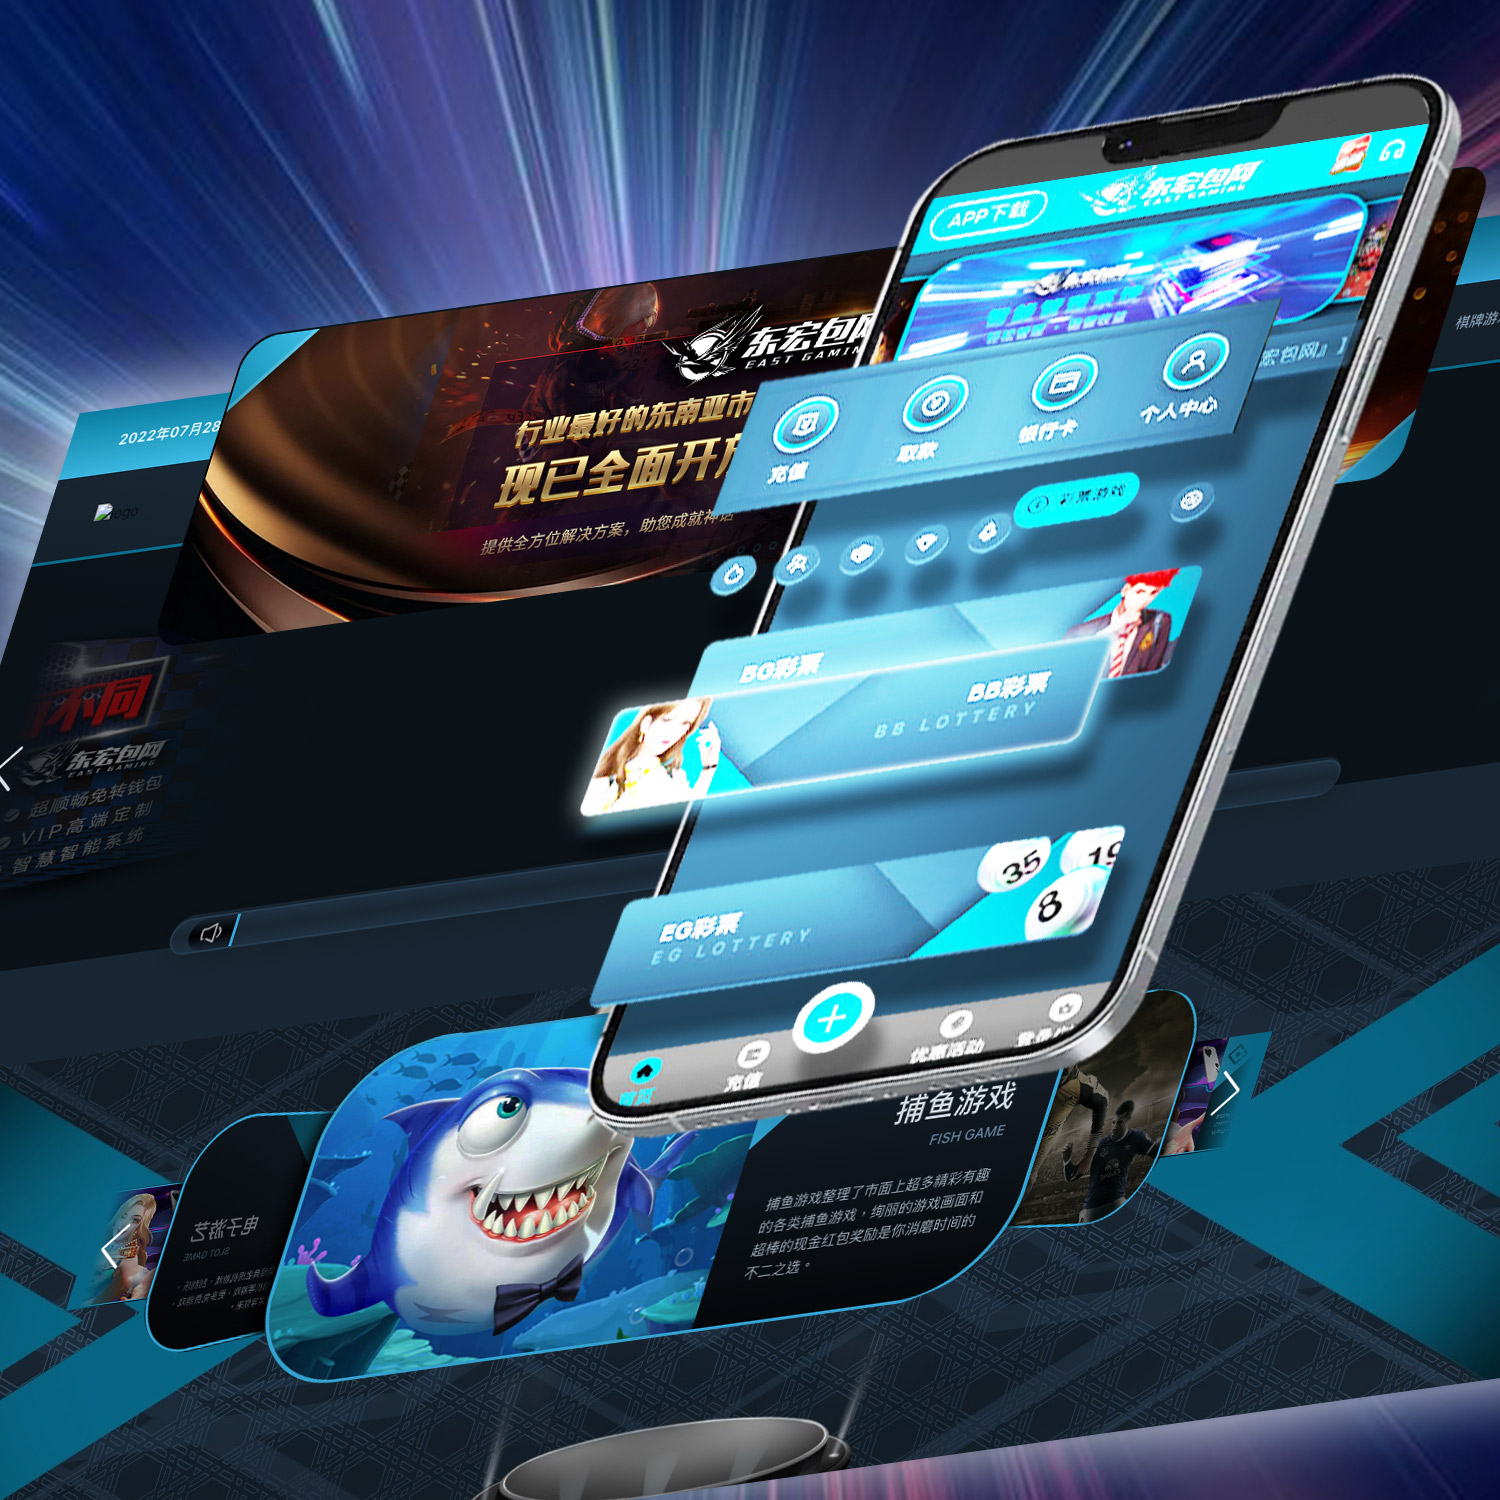 APP下载
东宏包网
EAST GAMING
东宏包网
宏包网』】
棋牌游
2022年07月28
logo
东宏包网
EAST GAMIN
行业最好的东南亚市
现已全面开
提供全方位解决方案，助您成就神话
充值
取款
银行卡
个人中心
彩票游戏
BG彩票
BB彩票
BB LOTTERY
不同
东宏包网
EAST GAMING
超顺畅免转钱包
VIP高端定制
智慧智能系统
35
19
8
EG彩票
EG LOTTERY
首页
充值
优惠活动
捕鱼游戏
FISH GAME
捕鱼游戏整理了市面上超多精彩有趣
的各类捕鱼游戏，绚丽的游戏画面和
超棒的现金红包奖励是你消磨时间的
不二之选。
电子游艺
SLOT GAME